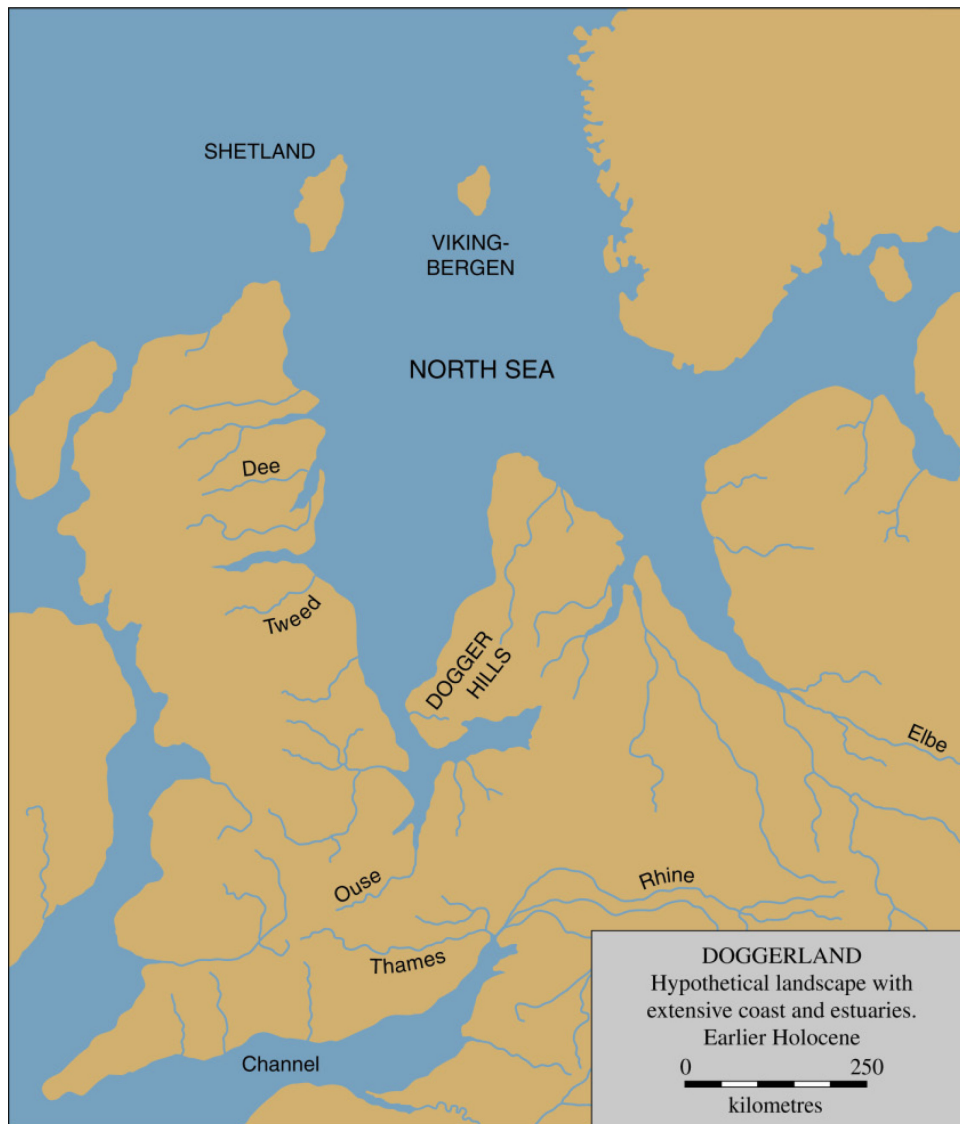 SHETLAND
VIKING-
BERGEN
NORTH SEA
Dee
Tweed
DOGGER
HILLS
Elbe
Ouse
Rhine
Thames
Channel
DOGGERLAND
Hypothetical landscape with
extensive coast and estuaries.
Earlier Holocene
0 250
kilometres